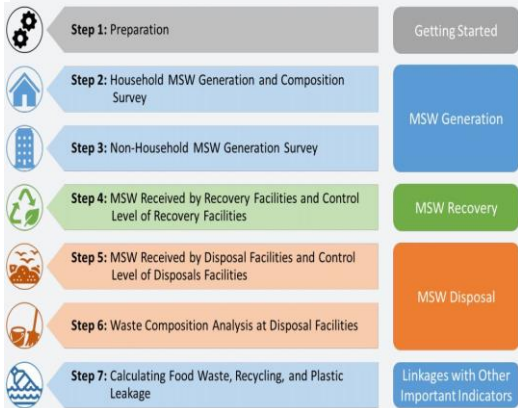 Step 1: Preparation
Getting Started
Step 2: Household MSW Generation and Composition
Survey
MSW Generation
Step 3: Non-Household MSW Generation Survey
Step 4: MSW Received by Recovery Facilities and Control
Level of Recovery Facilities
MSW Recovery
Step 5: MSW Received by Disposal Facilities and Control
Level of Disposals Facilities
MSW Disposal
Step 6: Waste Composition Analysis at Disposal Facilities
Step 7: Calculating Food Waste, Recycling, and Plastic
Leakage
Linkages with Other
Important Indicators